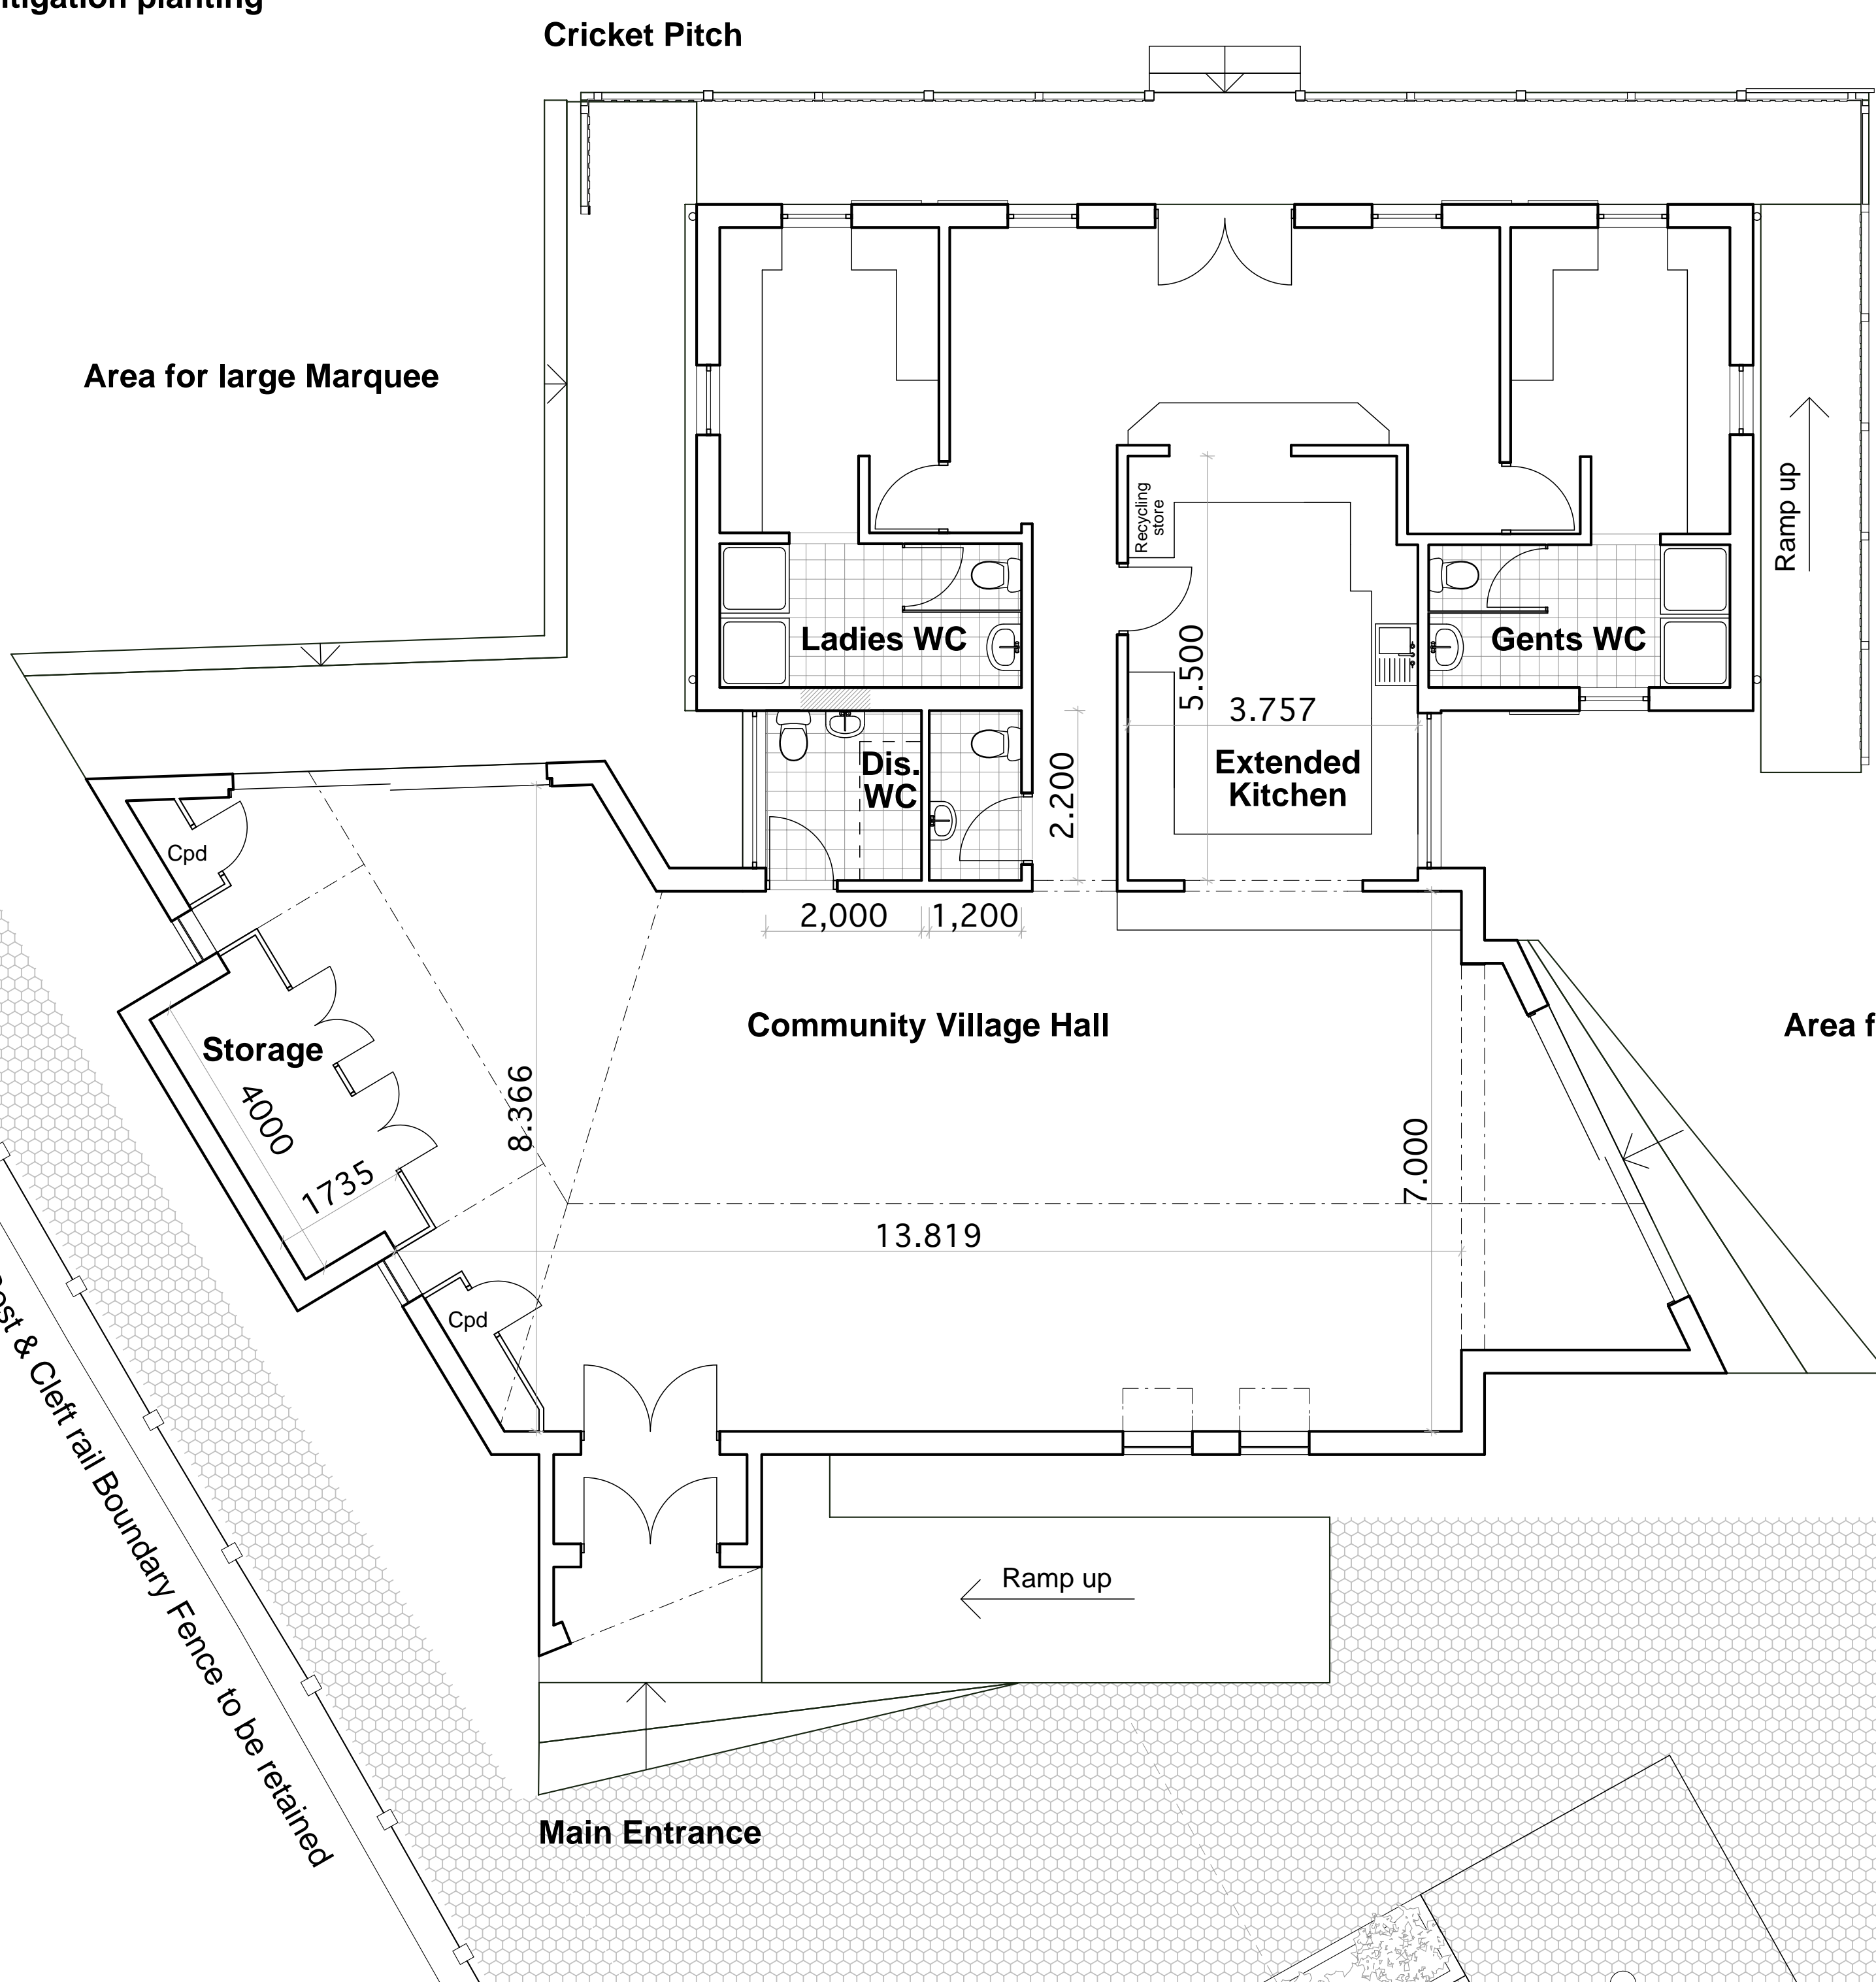 itigation planting
Cricket Pitch
Area for large Marquee
Recycling
store
Ramp up
Ladies WC
Gents WC
5.500
3.757
Dis.
WC
2.200
Extended
Kitchen
Cpd
2,000
1,200
Community Village Hall
Area f
Storage
4000
1735
8.366
7.000
13.819
Cpd
Ramp up
& Cleft rail Boundary Fence to be retained
Main Entrance